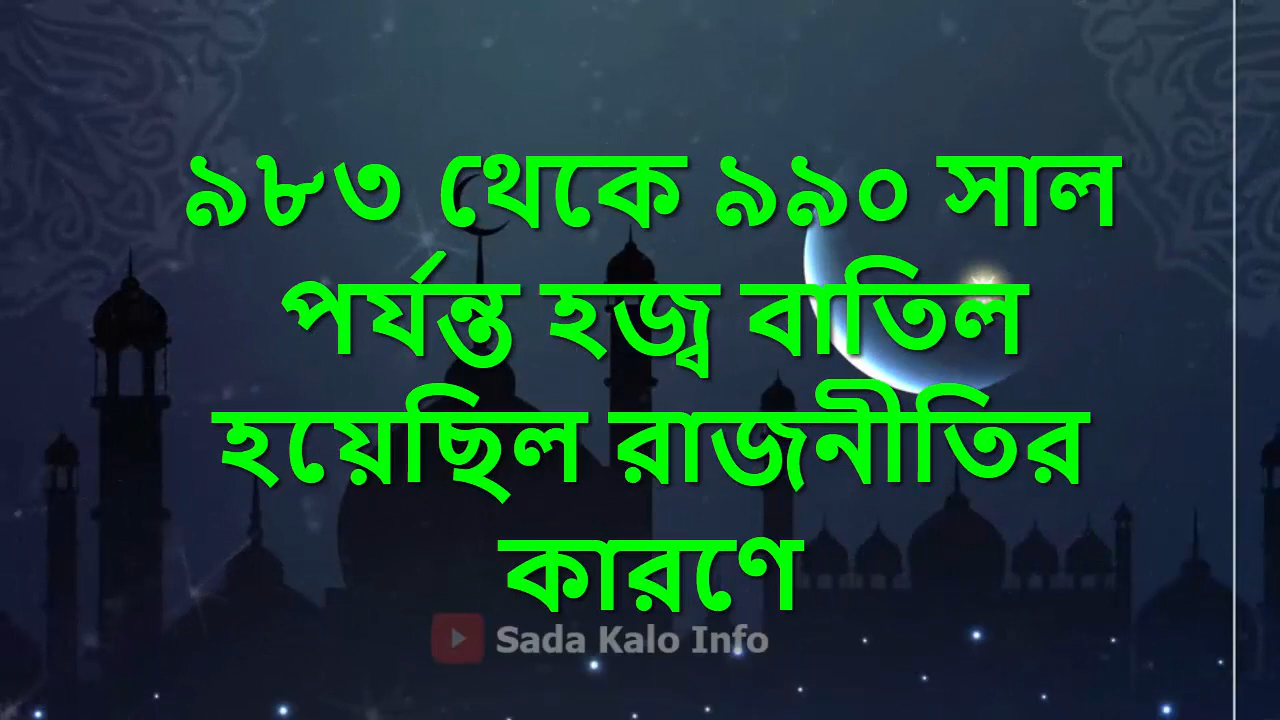 ৯৮৩ থেকে ৯৯০ সাল
পর্যন্ত হজ্ব বাতিল
হয়েছিল রাজনীতির
কারণে
Sada Kalo Info